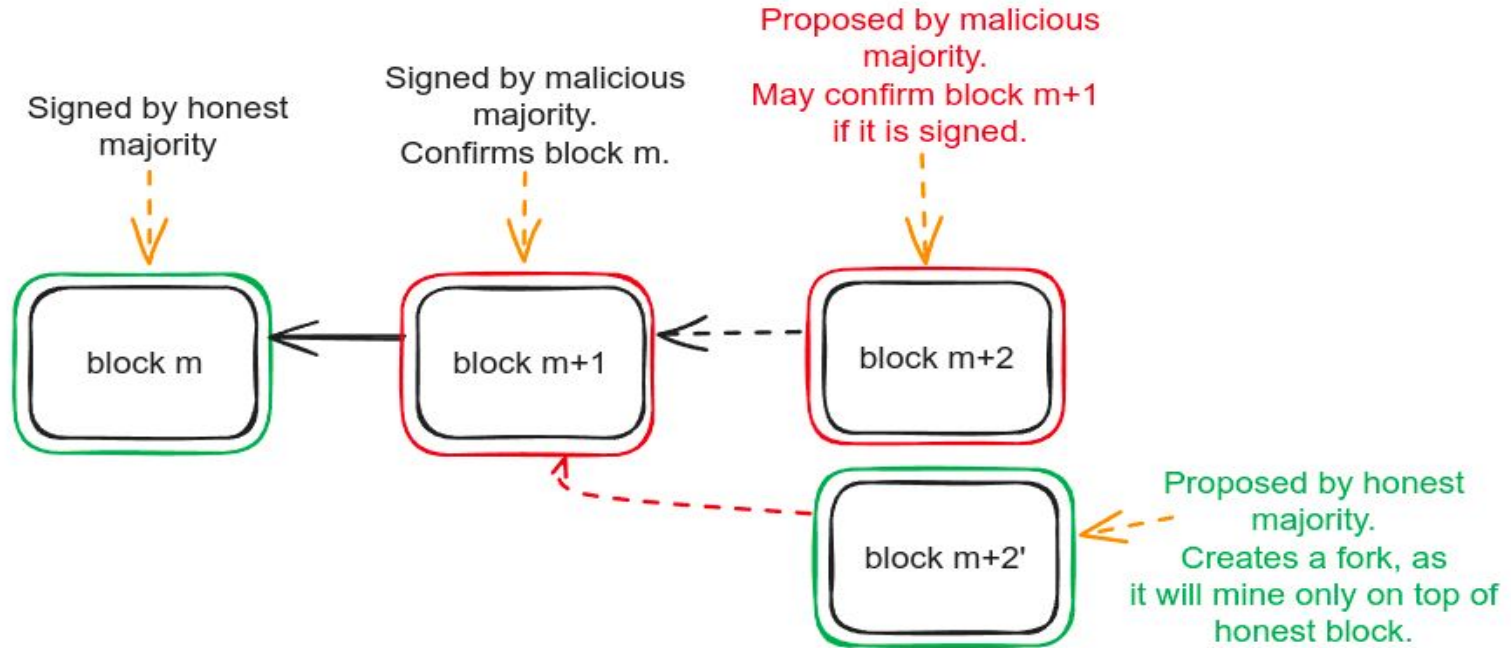 Signed by honest
majority
Signed by malicious
majority.
Confirms block m.
Proposed by malicious
majority.
May confirm block m+1
if it is signed.
block m
block m+1
block m+2
block m+2'
Proposed by honest
majority.
Creates a fork, as
it will mine only on top of
honest block.